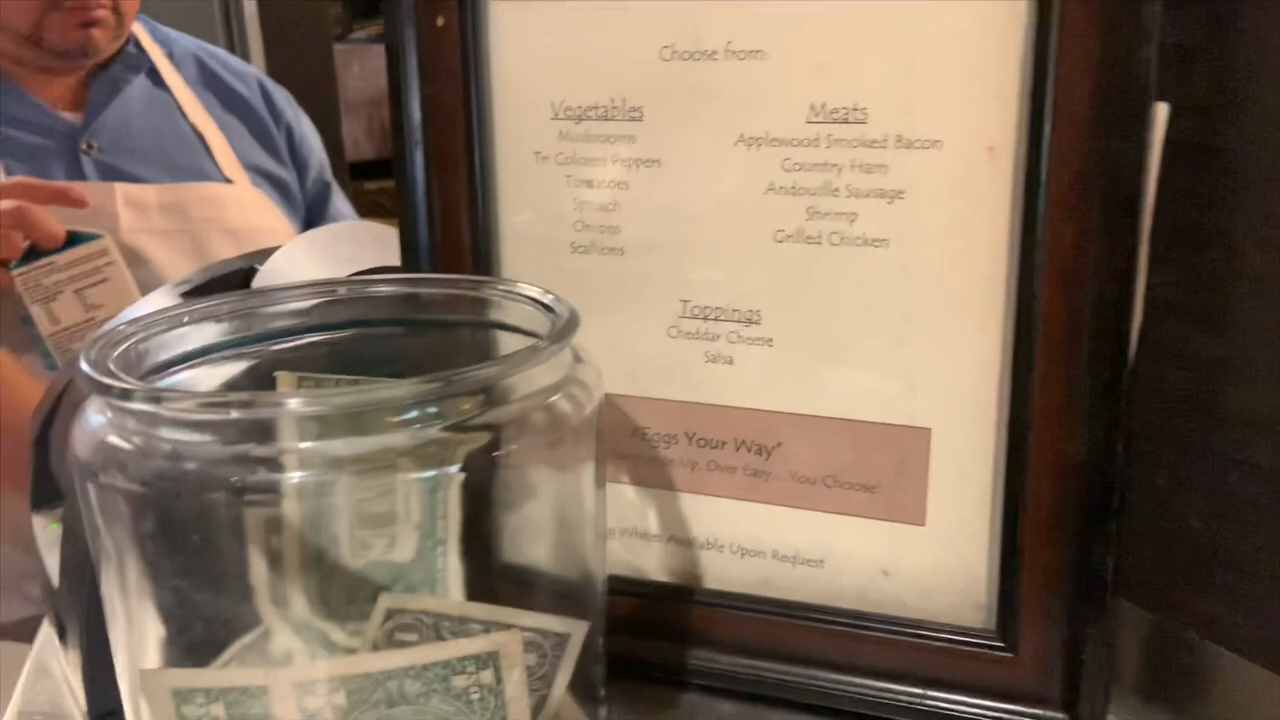 Choose from:
Vegetables
Mushrooms
Tri Colored Peppers
Tomatoes
Spinach
Onions
Scallions
Meats
Applewood Smoked Bacon
Country Ham
Andouille Sausage
Shrimp
Grilled Chicken
Toppings
Cheddar Cheese
Salsa
"Eggs Your Way"
Up, Over Easy... You Choose!
Whites Available Upon Request